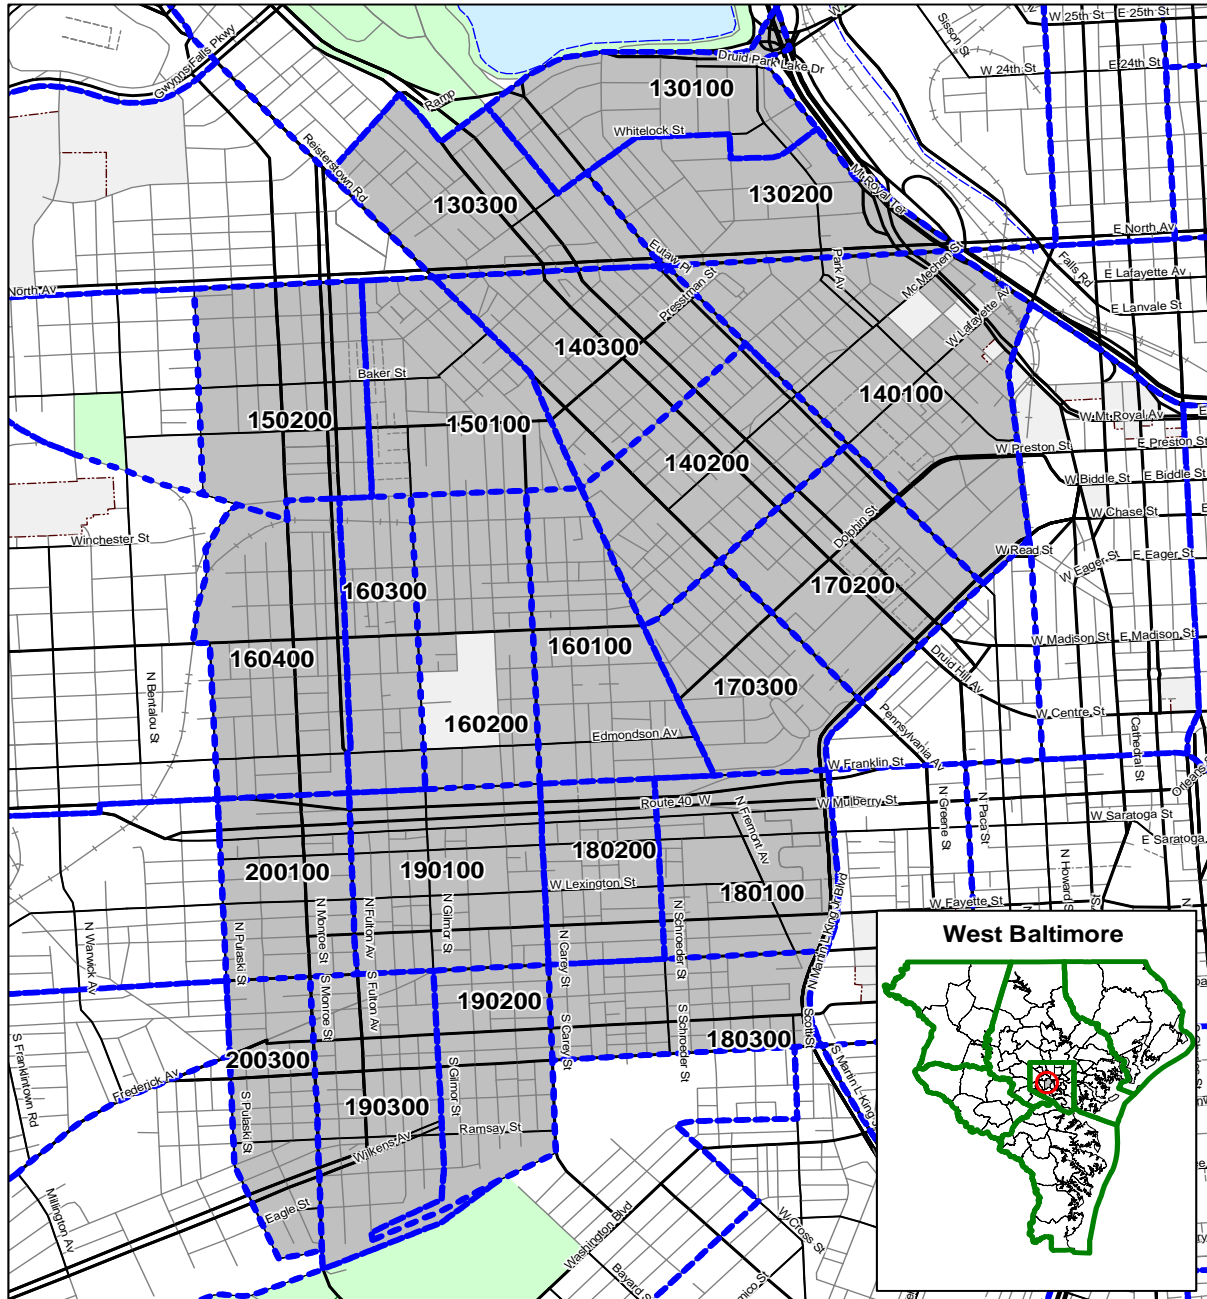 W 25th St
E 25th St
Sisson St
W 24th St
E 24th St
Druid Park Lake Dr
Gwynns Falls Pkwy
Ramp
130100
Whitelock St
Reisterstown Rd
130300
130200
Mt Royal Ter
E North Av
Eutaw Pl
Mc Mechen St
Park Av
Falls Rd
E Lafayette Av
North Av
Presstman St
W Lafayette Av
E Lanvale St
140300
Baker St
140100
150200
150100
W Mt Royal Av
E Preston St
W Preston St
140200
W Biddle St
E Biddle St
W Chase St
Dolphin St
Winchester St
W Read St
W Eager St
E Eager St
160300
170200
W Madison St
E Madison St
160100
160400
Druid Hill Av
N Bentalou St
170300
W Centre St
Pennsylvania Av
Cathedral St
160200
Edmondson Av
W Franklin St
Orleans S
Route 40 W
W Mulberry St
N Greene St
N Paca St
W Saratoga St
N Fremont Av
E Saratoga
180200
200100
190100
N Howard S
W Lexington St
180100
W Fayette St
N Martin L King Jr Blvd
N Warwick Av
N Pulaski St
N Monroe St
N Fulton Av
N Gilmor St
N Carey St
N Schroeder St
West Baltimore
S Monroe St
S Fulton Av
190200
S Carey St
S Schroeder St
Scott St
180300
S Martin L King J
S Franklintown Rd
200300
Frederick Av
S Pulaski St
190300
S Gilmor St
Ramsay St
Wilkens Av
Millington Av
Eagle St
Washington Blvd
W Cross St
Bayard S
mico St